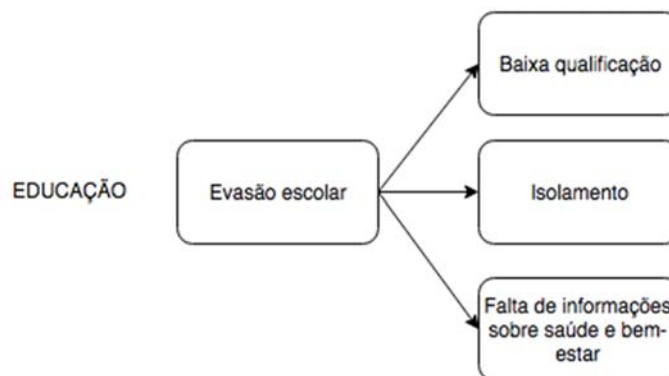 Baixa qualificação
EDUCAÇÃO
Evasão escolar
Isolamento
Falta de informações
sobre saúde e bem-
estar